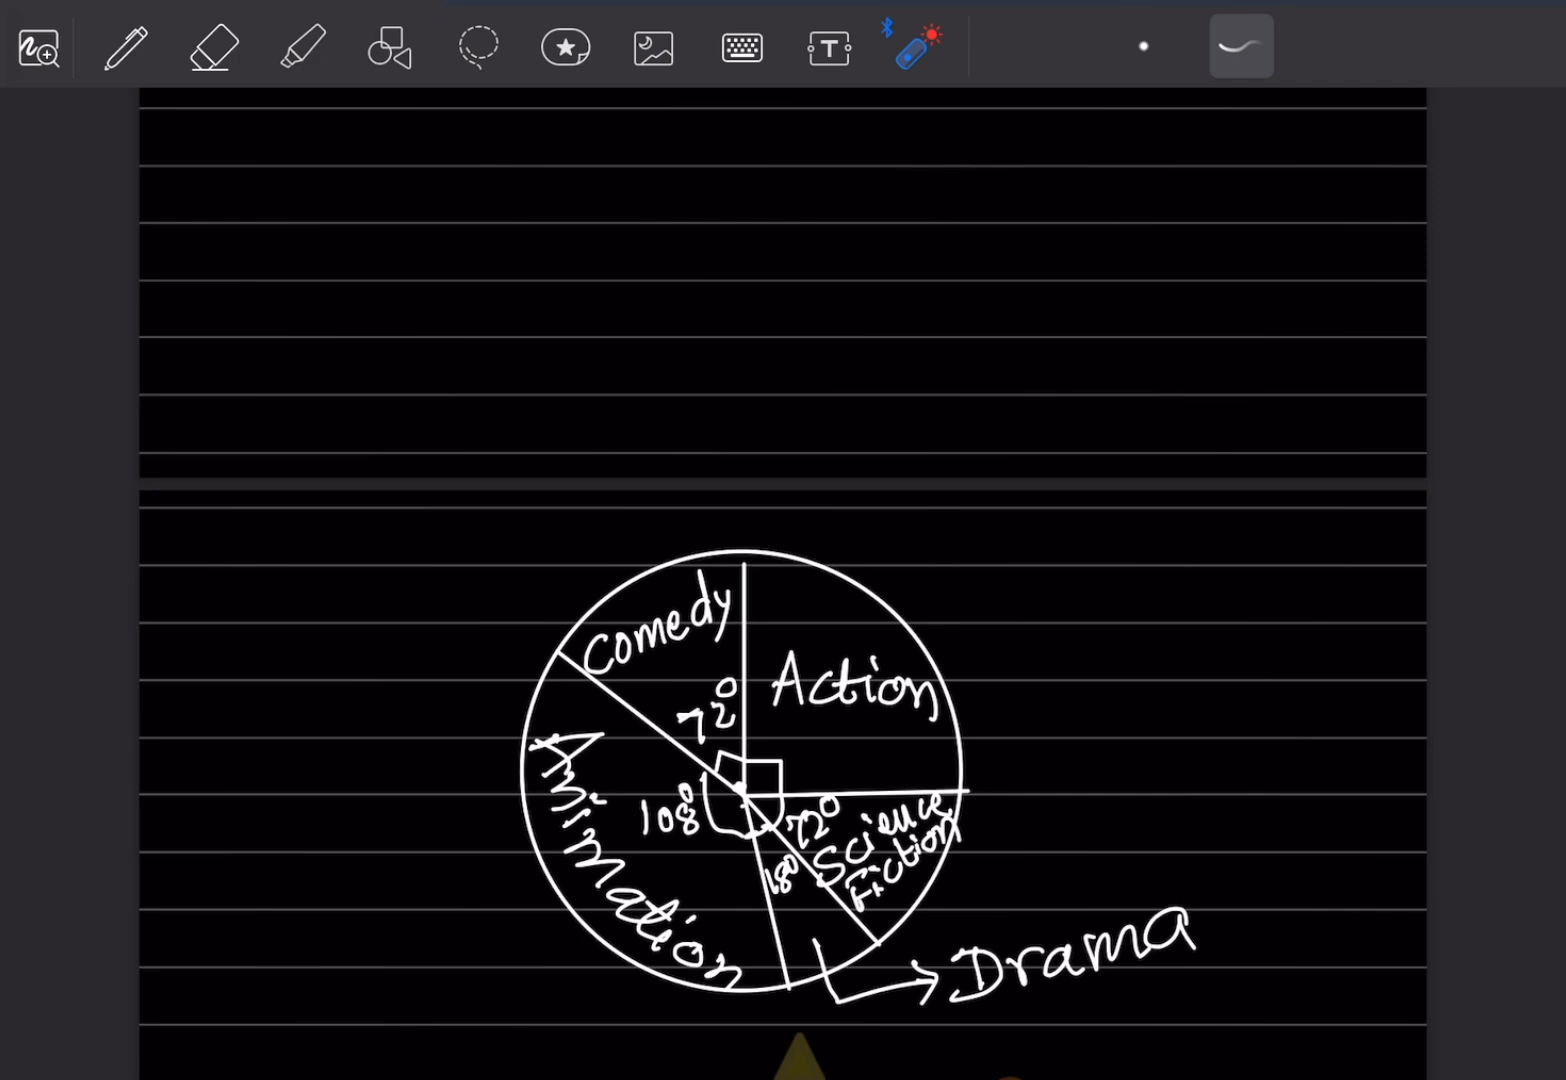 Comedy
Action
72°
Animation
108°
72°
Science
Fiction
18°
Drama